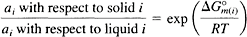 a_i with respect to solid i / a_i with respect to liquid i = exp (ΔG°_m(i) / RT)